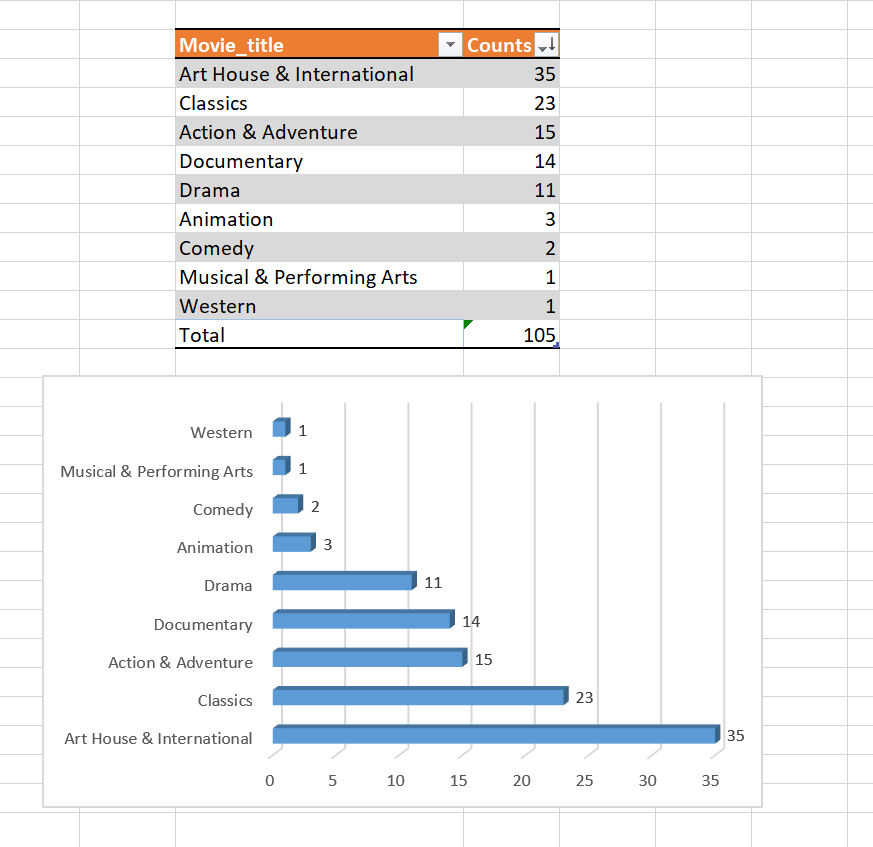 Movie_title Counts
Art House & International 35
Classics 23
Action & Adventure 15
Documentary 14
Drama 11
Animation 3
Comedy 2
Musical & Performing Arts 1
Western 1
Total 105
Western 1
Musical & Performing Arts 1
Comedy 2
Animation 3
Drama 11
Documentary 14
Action & Adventure 15
Classics 23
Art House & International 35
0 5 10 15 20 25 30 35